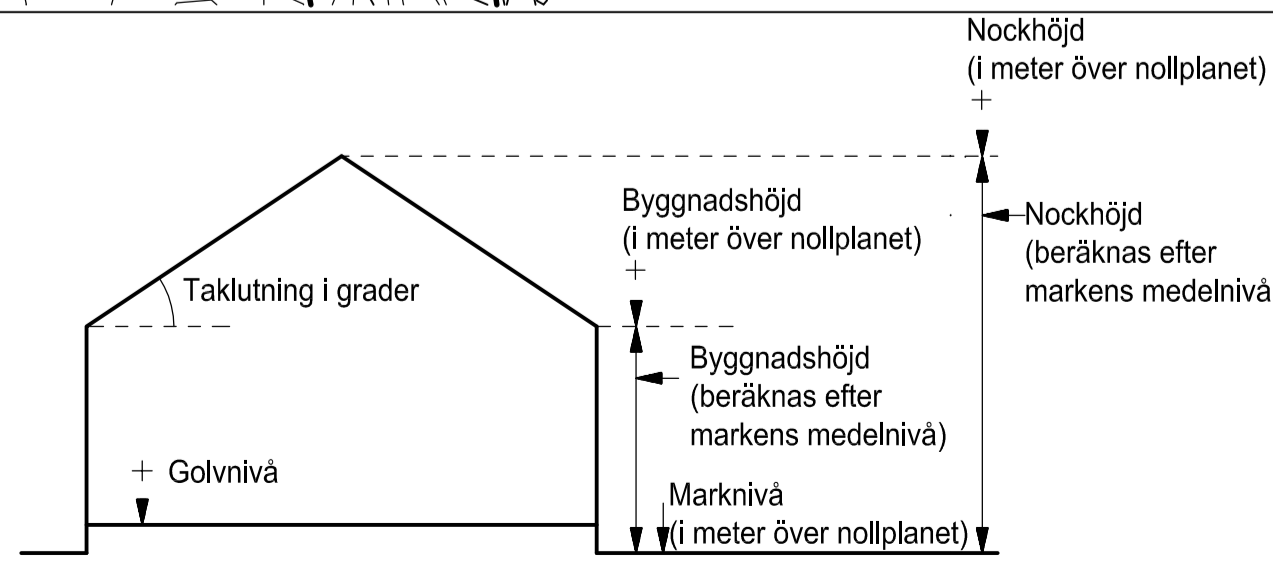 Nockhöjd
(i meter över nollplanet)
+
Byggnadshöjd
(i meter över nollplanet)
+
Nockhöjd
(beräknas efter
markens medelnivå
Taklutning i grader
Byggnadshöjd
(beräknas efter
markens medelnivå)
+ Golvnivå
Marknivå
(i meter över nollplanet)